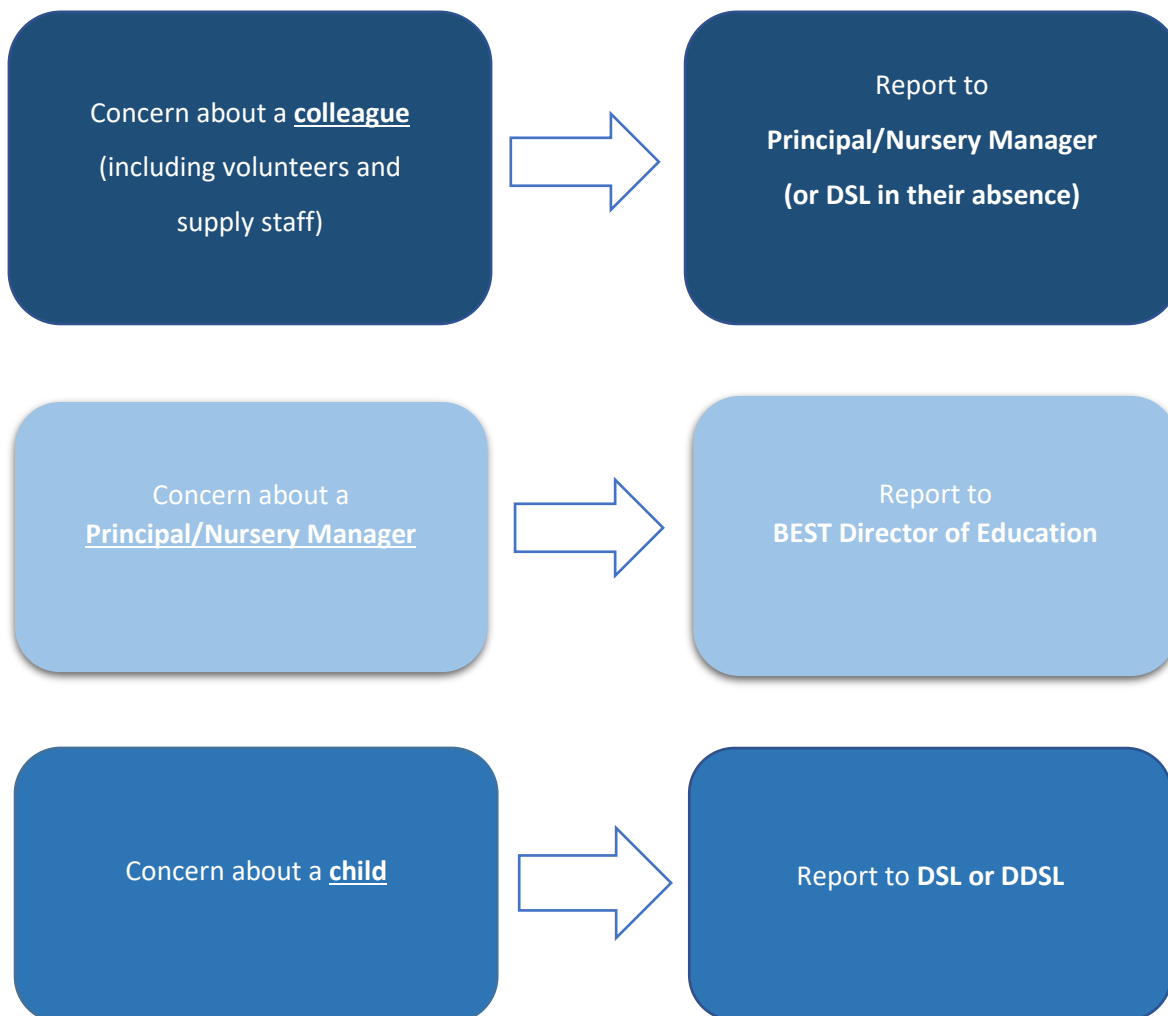 Concern about a colleague
(including volunteers and
supply staff)
Report to
Principal/Nursery Manager
(or DSL in their absence)
Concern about a
Principal/Nursery Manager
Report to
BEST Director of Education
Concern about a child
Report to DSL or DDSL